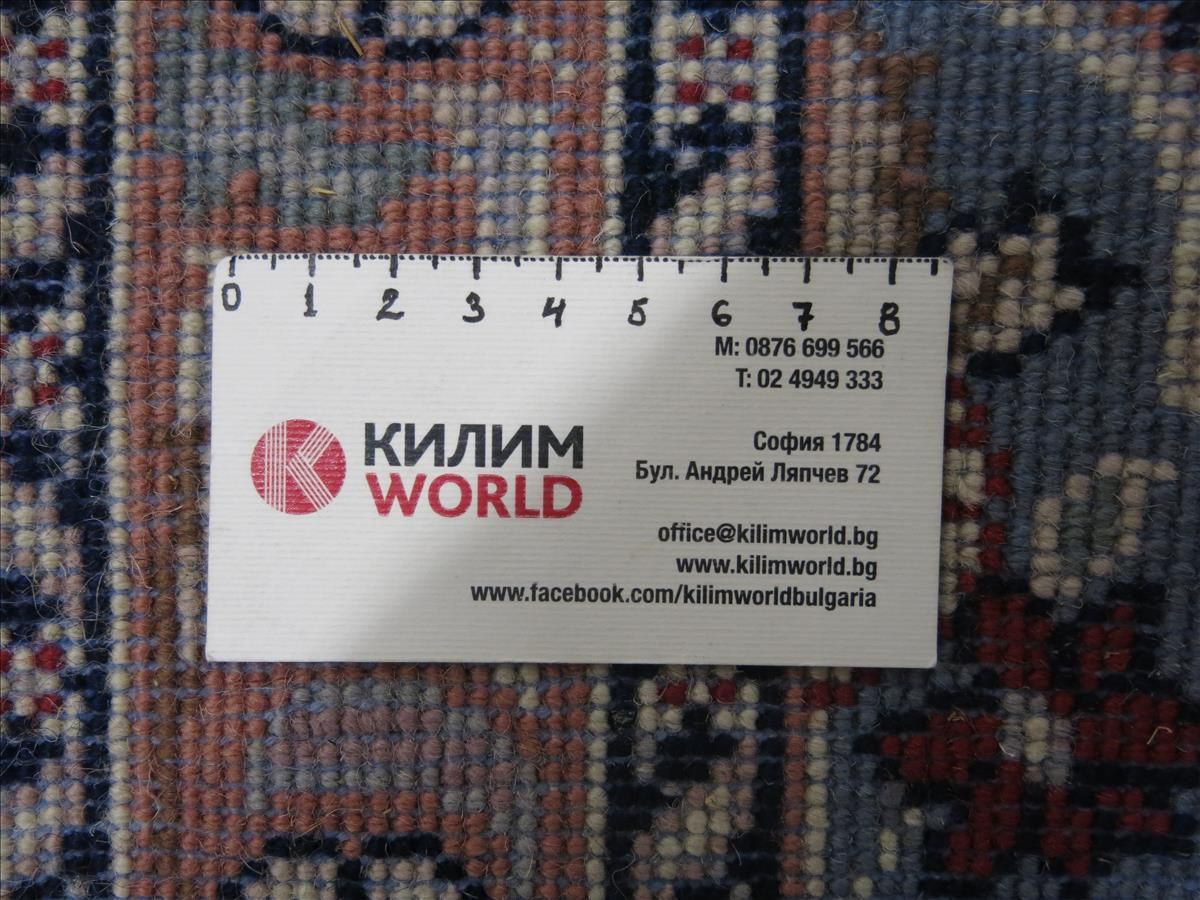 0 1 2 3 4 5 6 7 8
M: 0876 699 566
T: 02 4949 333
КИЛИМ
WORLD
София 1784
Бул. Андрей Ляпчев 72
office@kilimworld.bg
www.kilimworld.bg
www.facebook.com/kilimworldbulgaria